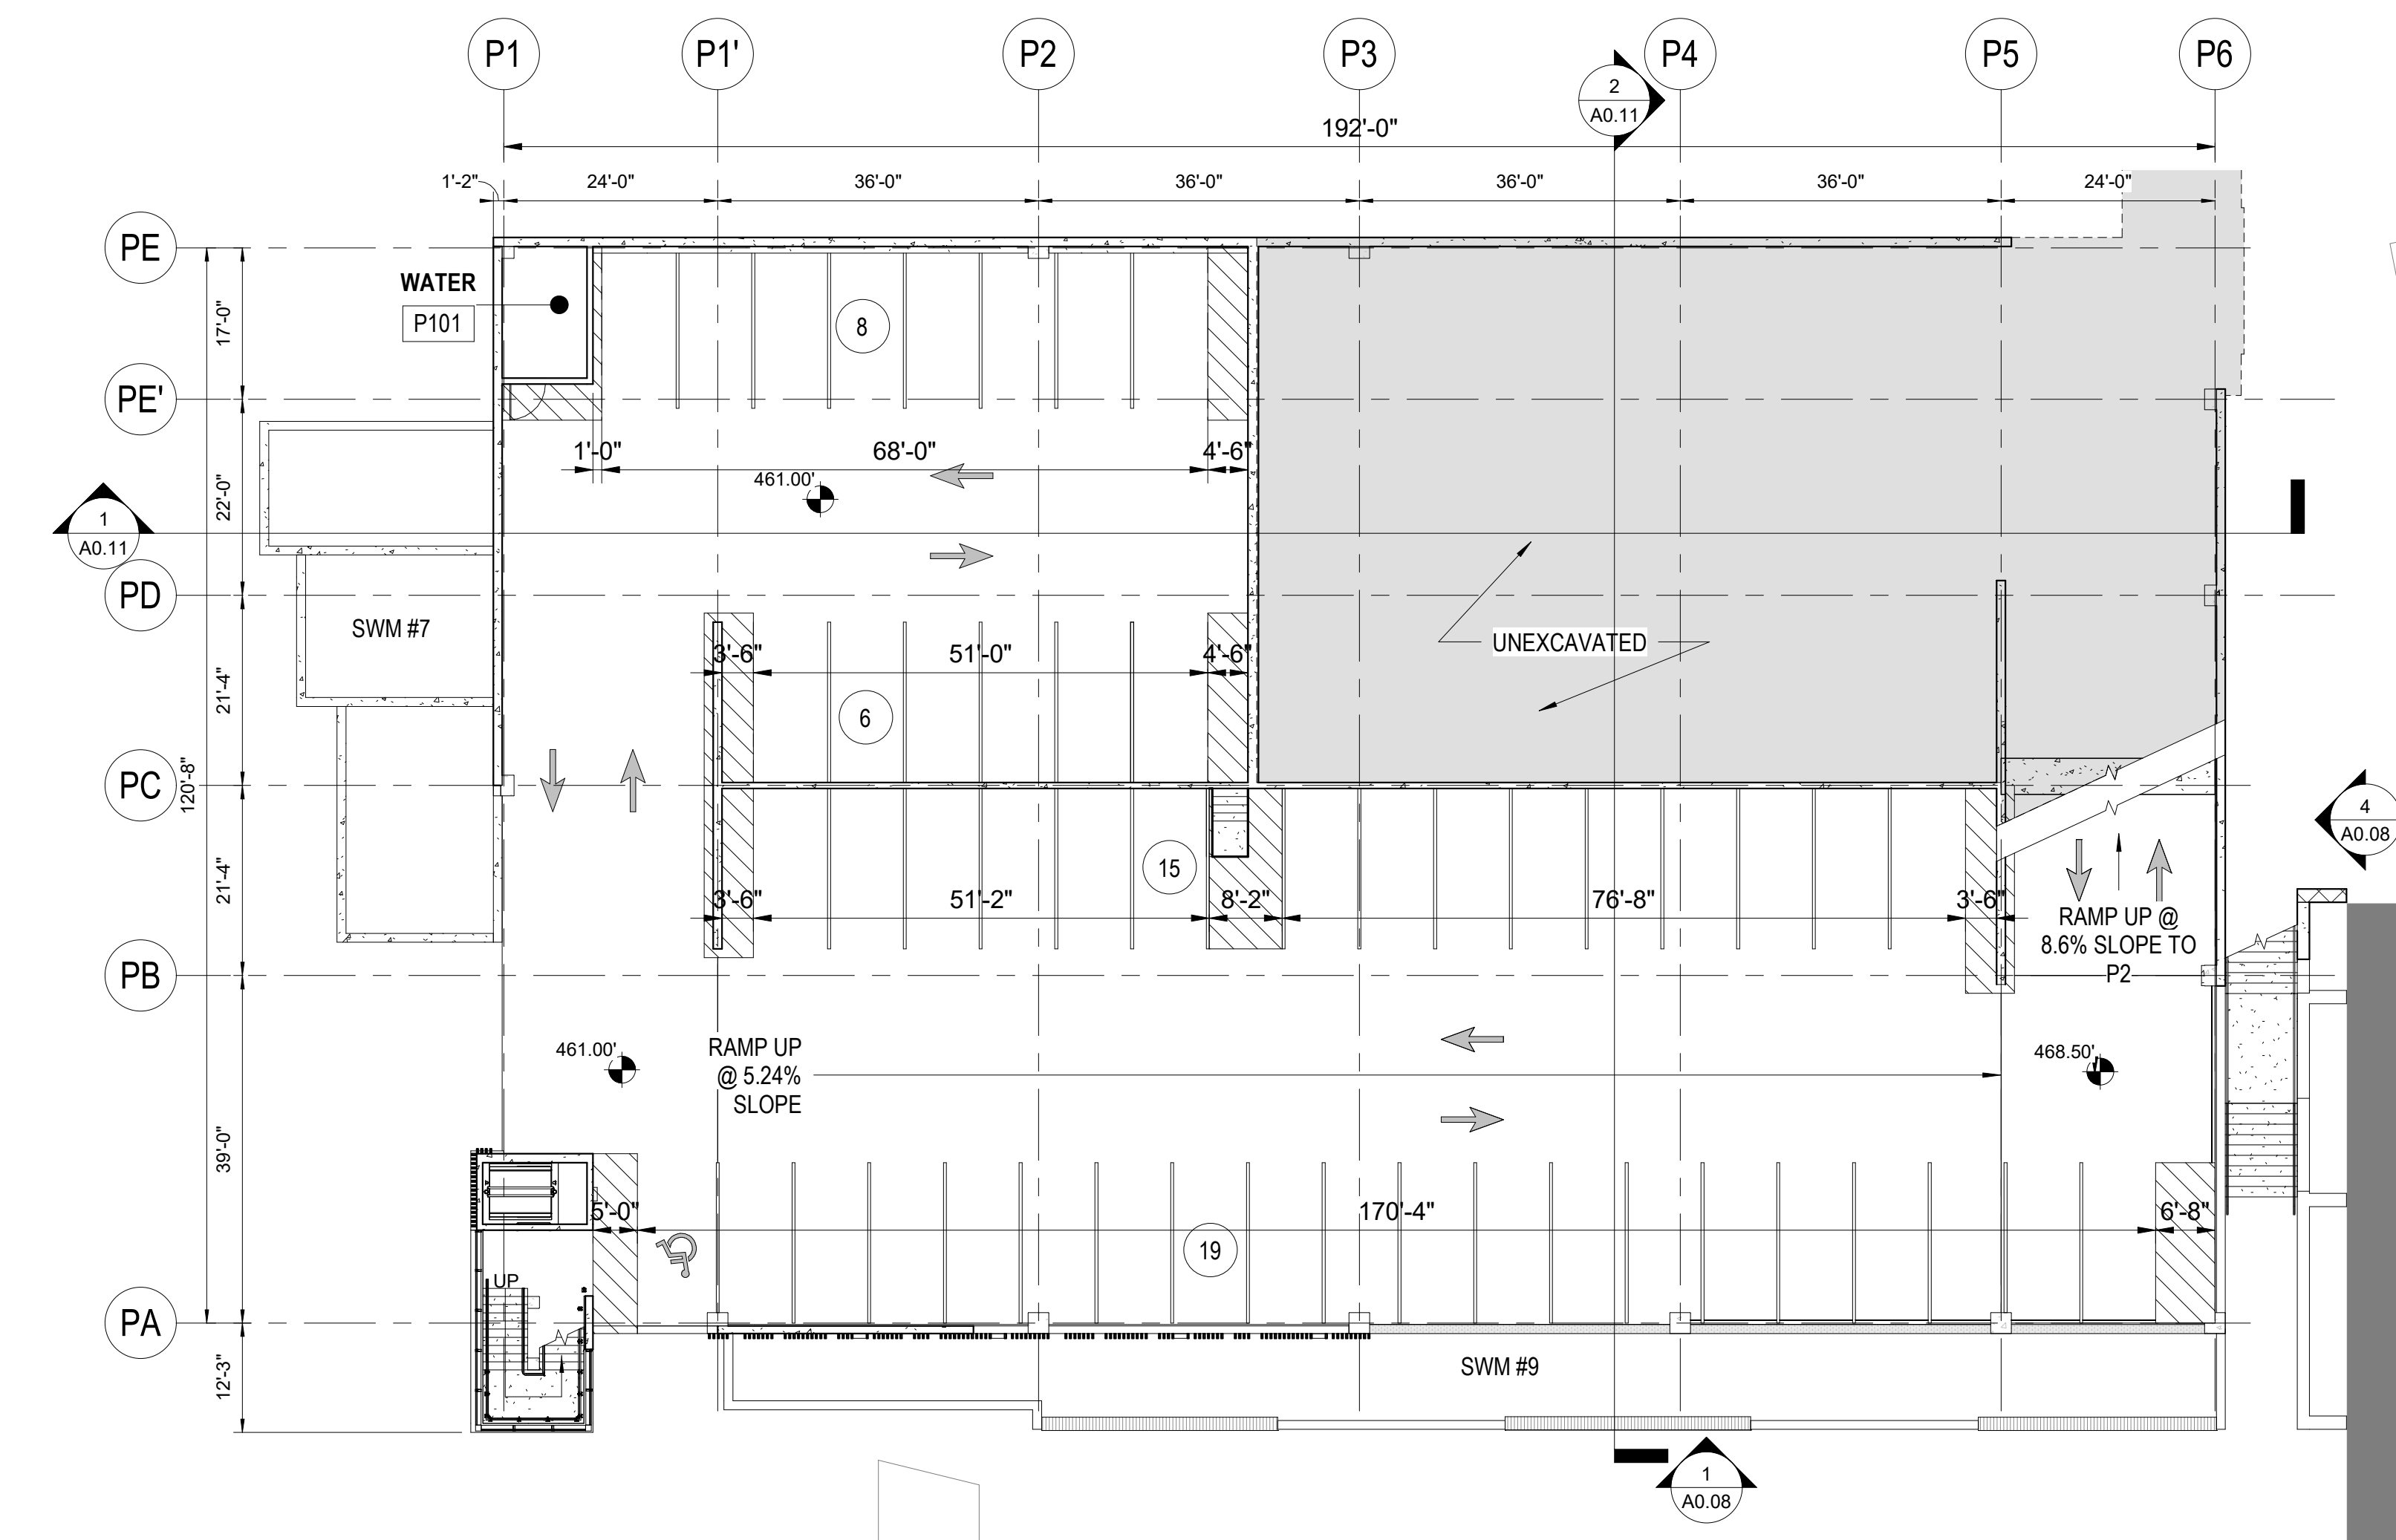 P1
P1'
P2
P3
P4
P5
P6
2
A0.11
192'-0"
1'-2"
24'-0"
36'-0"
36'-0"
36'-0"
36'-0"
24'-0"
PE
WATER
P101
17'-0"
8
PE'
1'-0"
68'-0"
4'-6"
461.00'
22'-0"
1
A0.11
PD
SWM #7
UNEXCAVATED
3'-6"
51'-0"
4'-6"
21'-4"
6
PC
120'-8"
4
A0.08
15
21'-4"
3'-6"
51'-2"
8'-2"
76'-8"
3'-6"
RAMP UP @
8.6% SLOPE TO
P2
PB
RAMP UP
@ 5.24%
SLOPE
461.00'
468.50'
39'-0"
5'-0"
170'-4"
6'-8"
19
UP
PA
12'-3"
SWM #9
1
A0.08